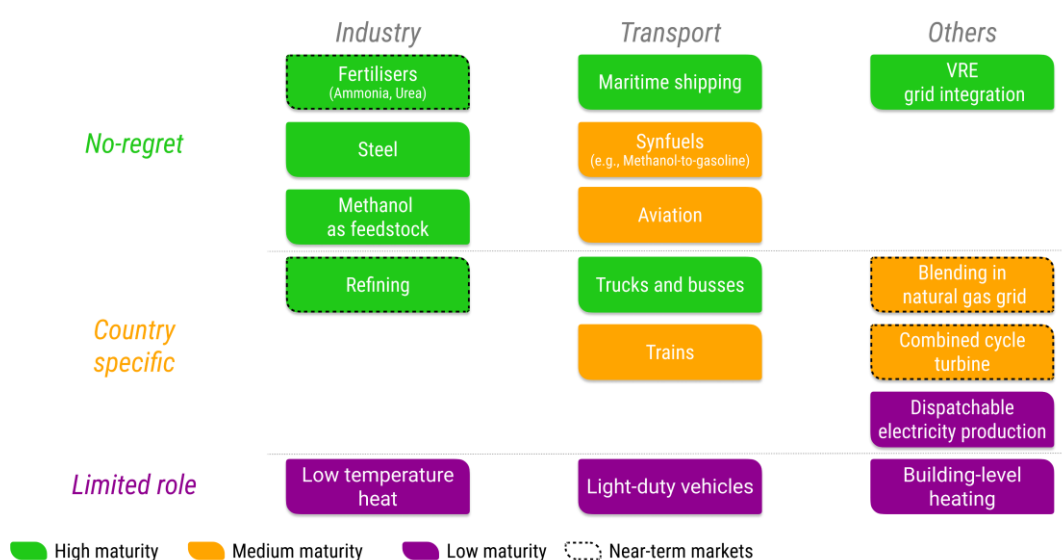 Industry
Transport
Others
No-regret
Fertilisers
(Ammonia, Urea)
Maritime shipping
VRE
grid integration
Steel
Synfuels
(e.g., Methanol-to-gasoline)
Methanol
as feedstock
Aviation
Country
specific
Refining
Trucks and busses
Blending in
natural gas grid
Trains
Combined cycle
turbine
Dispatchable
electricity production
Limited role
Low temperature
heat
Light-duty vehicles
Building-level
heating
High maturity
Medium maturity
Low maturity
Near-term markets